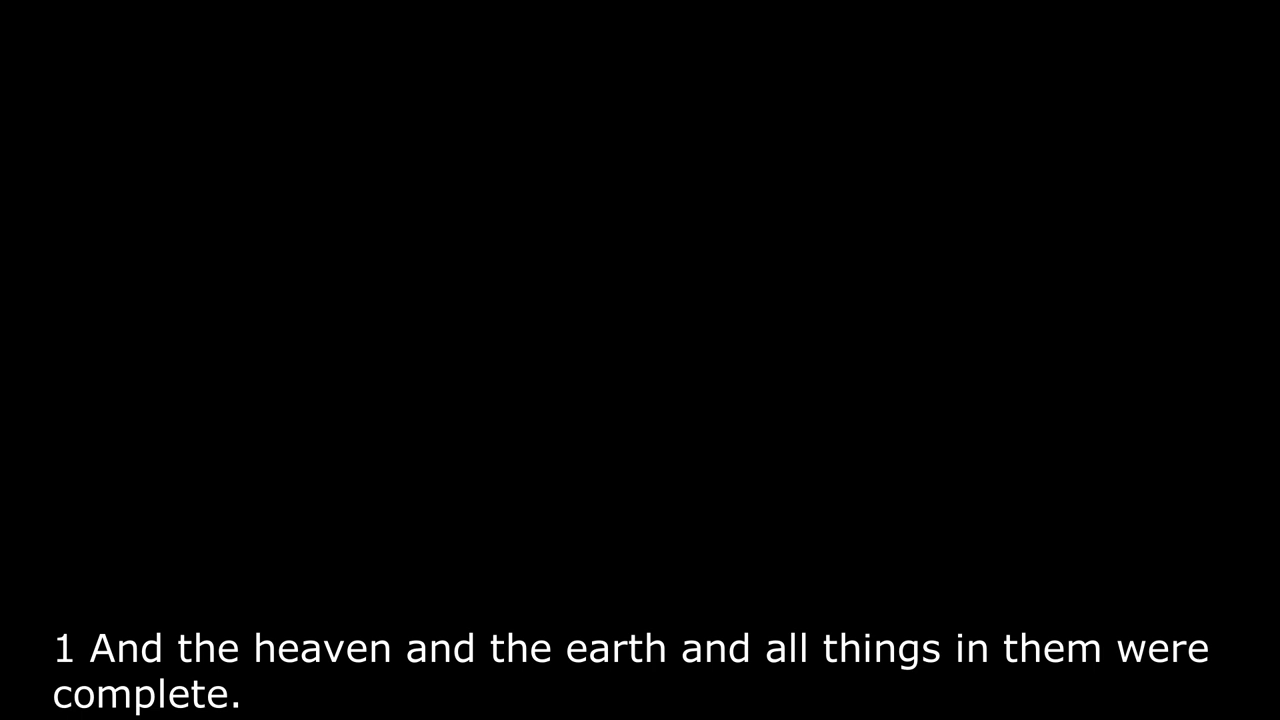 1 And the heaven and the earth and all things in them were
complete.